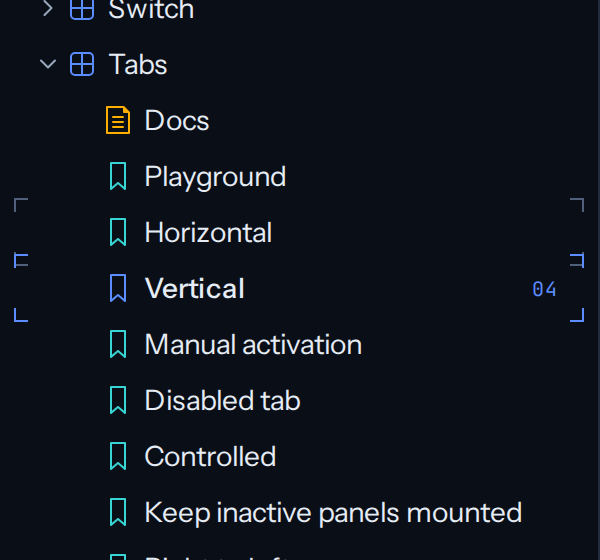 Switch
Tabs
Docs
Playground
Horizontal
Vertical 04
Manual activation
Disabled tab
Controlled
Keep inactive panels mounted